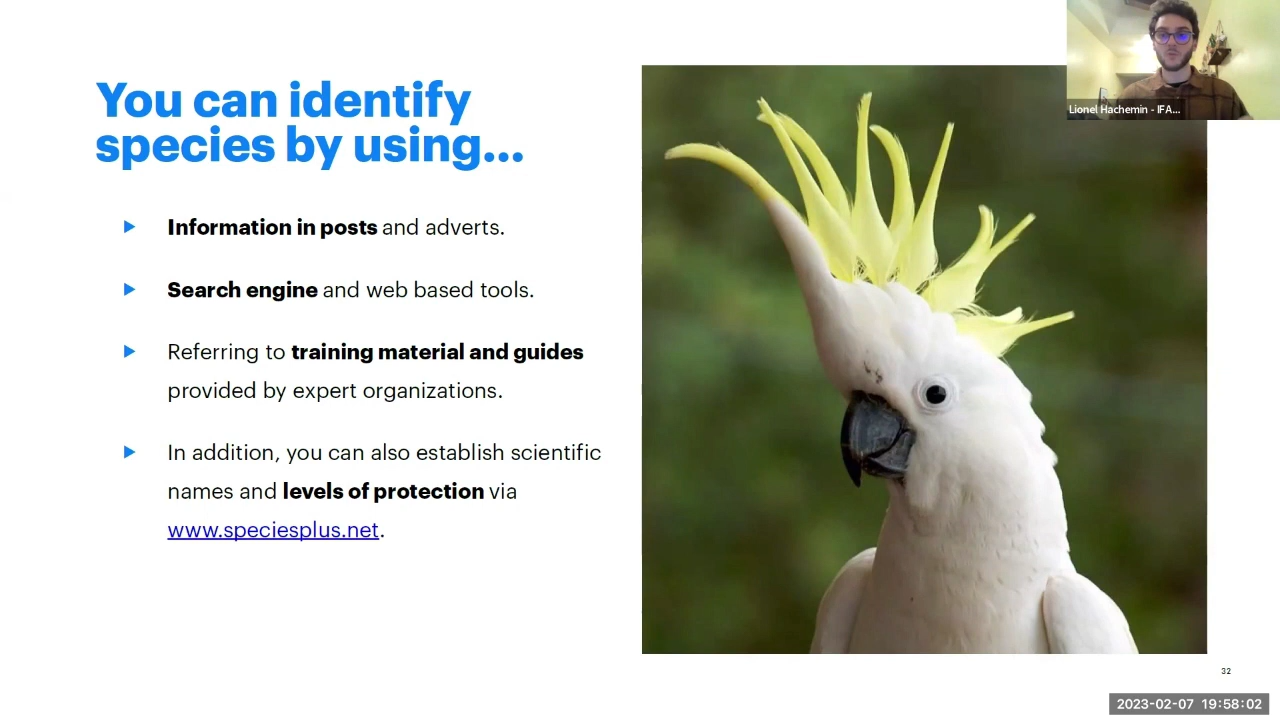 You can identify
species by using...
Information in posts and adverts.
Search engine and web based tools.
Referring to training material and guides
provided by expert organizations.
In addition, you can also establish scientific
names and levels of protection via
www.speciesplus.net.
Lionel Hachemin - IFA...
32
2023-02-07 19:58:02